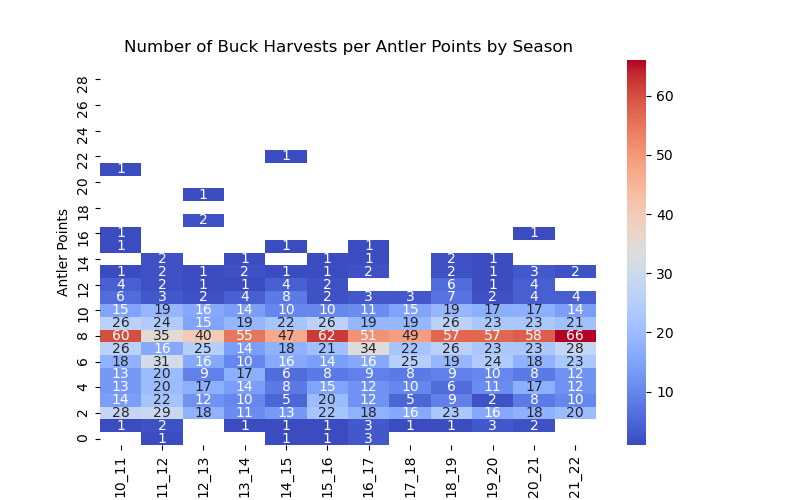 Number of Buck Harvests per Antler Points by Season
Antler Points
28
26
24
22 1
1
20
1
18
2
16 1 1
1 1 1
14 2 1 1 1 2 1
1 2 1 2 1 1 2 2 1 3 2
12 4 2 1 1 4 2 6 1 4
6 3 2 4 8 2 3 3 7 2 4 4
10 15 19 16 14 10 10 11 15 19 17 17 14
26 24 15 19 22 26 19 19 26 23 23 21
8 60 35 40 55 47 62 51 49 57 57 58 66
26 16 25 14 18 21 34 22 26 23 23 28
6 18 31 16 10 16 14 16 25 19 24 18 23
13 20 9 17 6 8 9 8 9 10 8 12
4 13 20 17 14 8 15 12 10 6 11 17 12
14 22 12 10 5 20 12 5 9 2 8 10
2 28 29 18 11 13 22 18 16 23 16 18 20
1 2 1 1 1 3 1 1 3 2
0 1 1 1 3
10_11 11_12 12_13 13_14 14_15 15_16 16_17 17_18 18_19 19_20 20_21 21_22
60
50
40
30
20
10